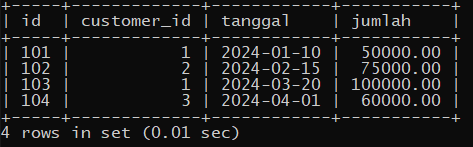 +-----+-------------+------------+-----------+
| id  | customer_id | tanggal    | jumlah    |
+-----+-------------+------------+-----------+
| 101 |           1 | 2024-01-10 |  50000.00 |
| 102 |           2 | 2024-02-15 |  75000.00 |
| 103 |           1 | 2024-03-20 | 100000.00 |
| 104 |           3 | 2024-04-01 |  60000.00 |
+-----+-------------+------------+-----------+
4 rows in set (0.01 sec)